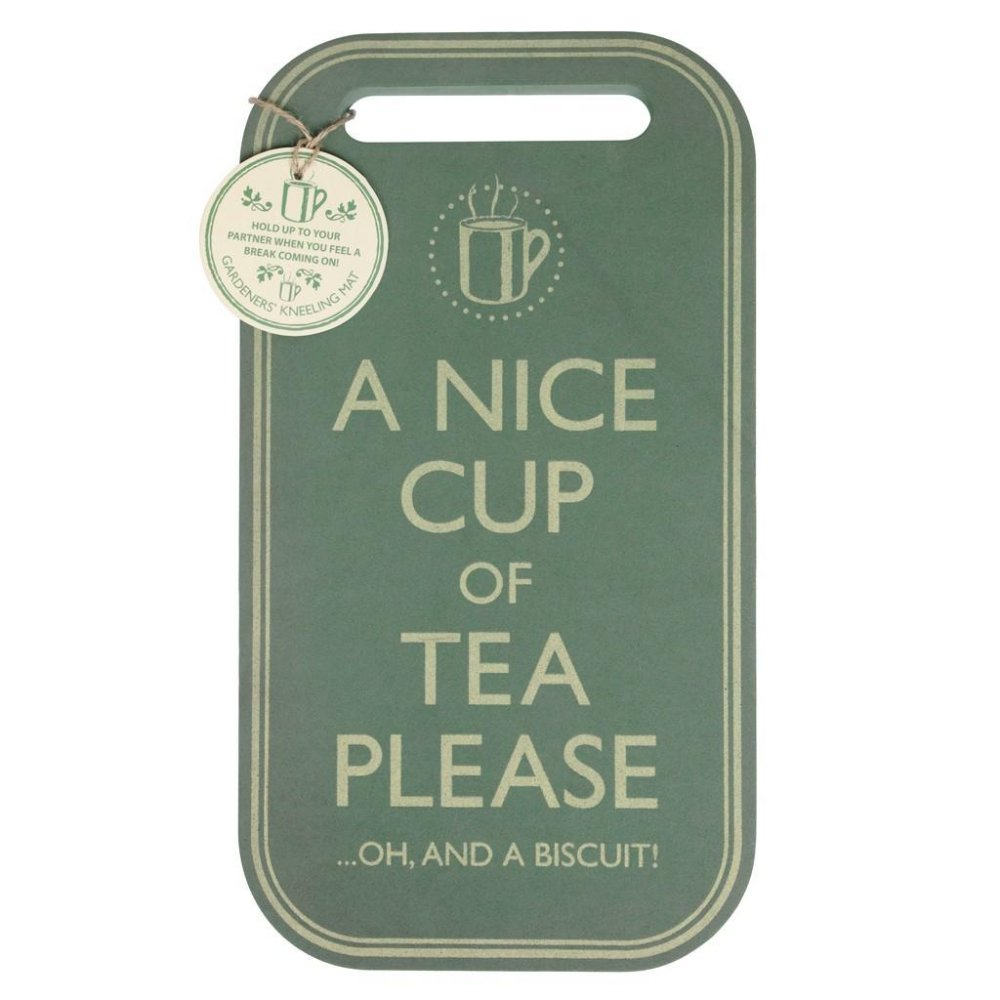 HOLD UP TO YOUR
PARTNER WHEN YOU FEEL A
BREAK COMING ON!
GARDENERS' KNEELING MAT
A NICE
CUP
OF
TEA
PLEASE
...OH, AND A BISCUIT!